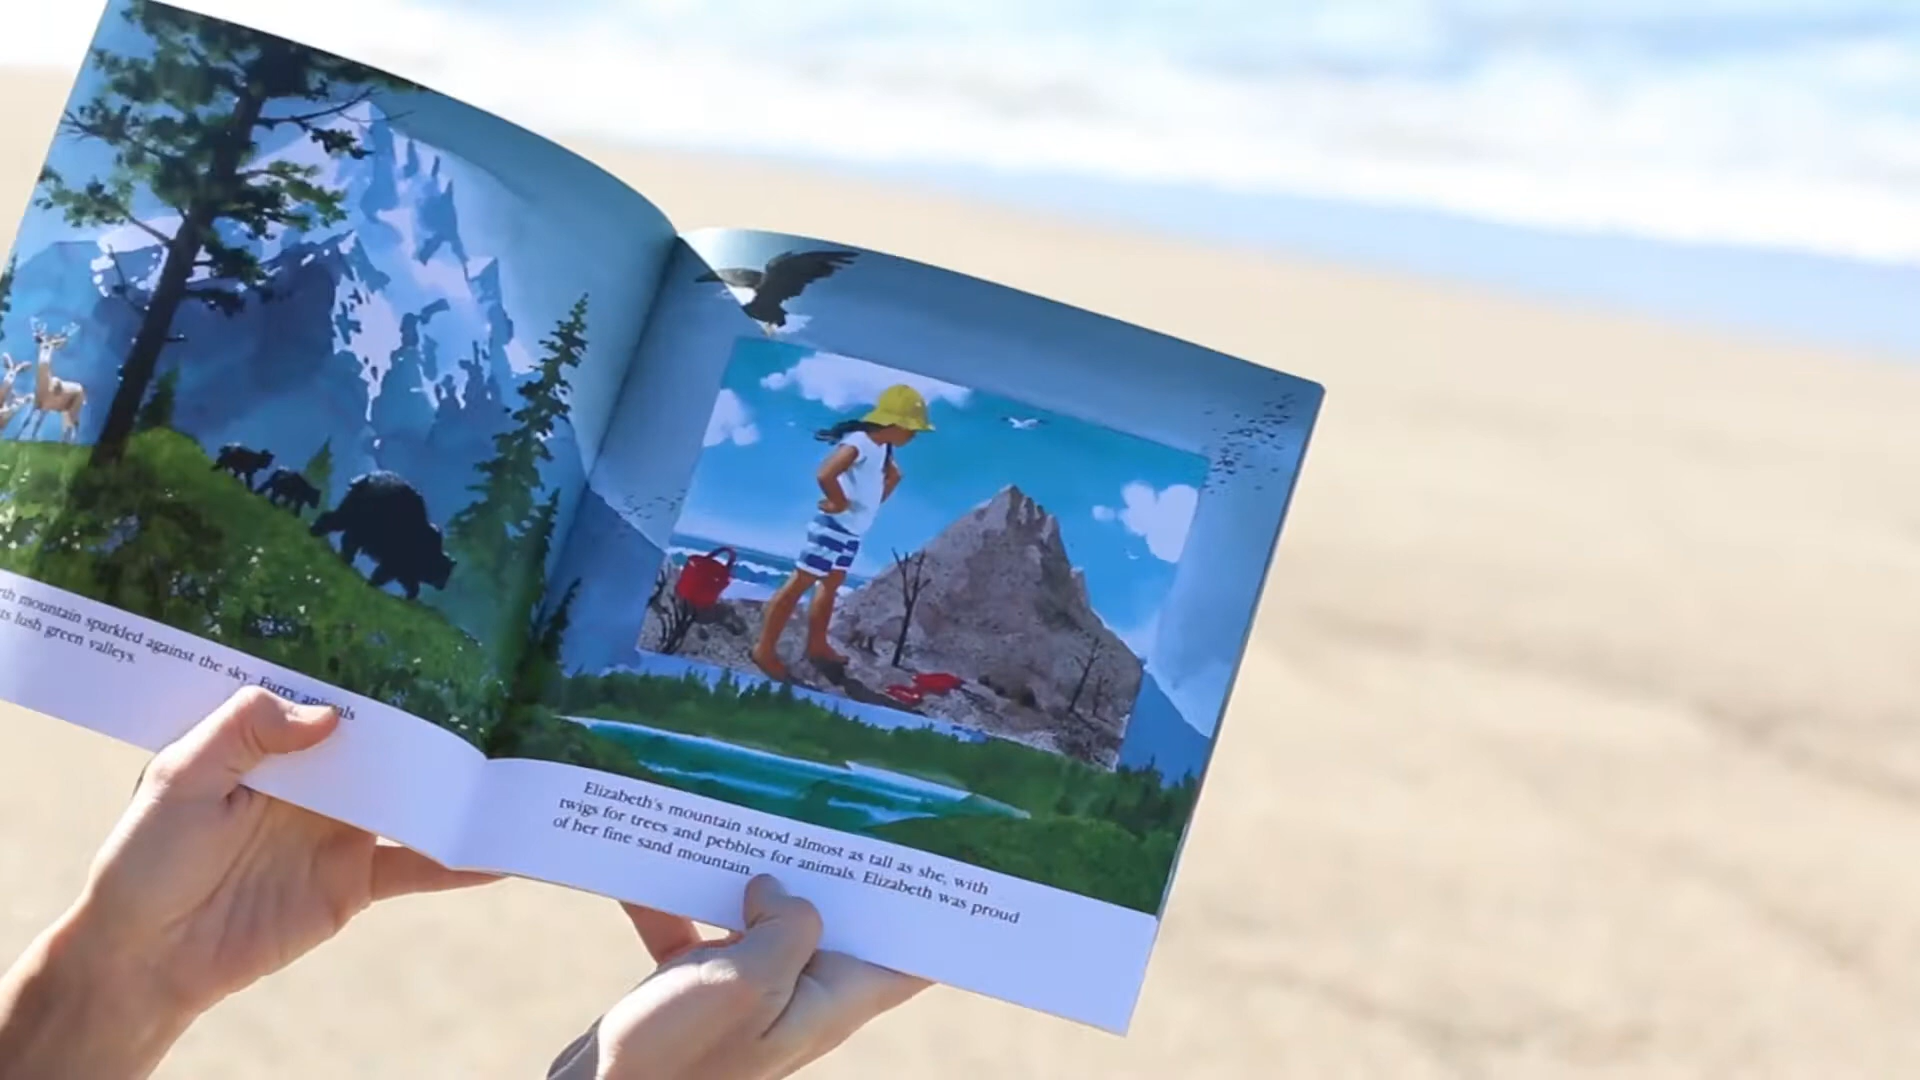 mountain sparkled against the sky. Furry animals
lush green valleys.
Elizabeth's mountain stood almost as tall as she, with
twigs for trees and pebbles for animals. Elizabeth was proud
of her fine sand mountain.